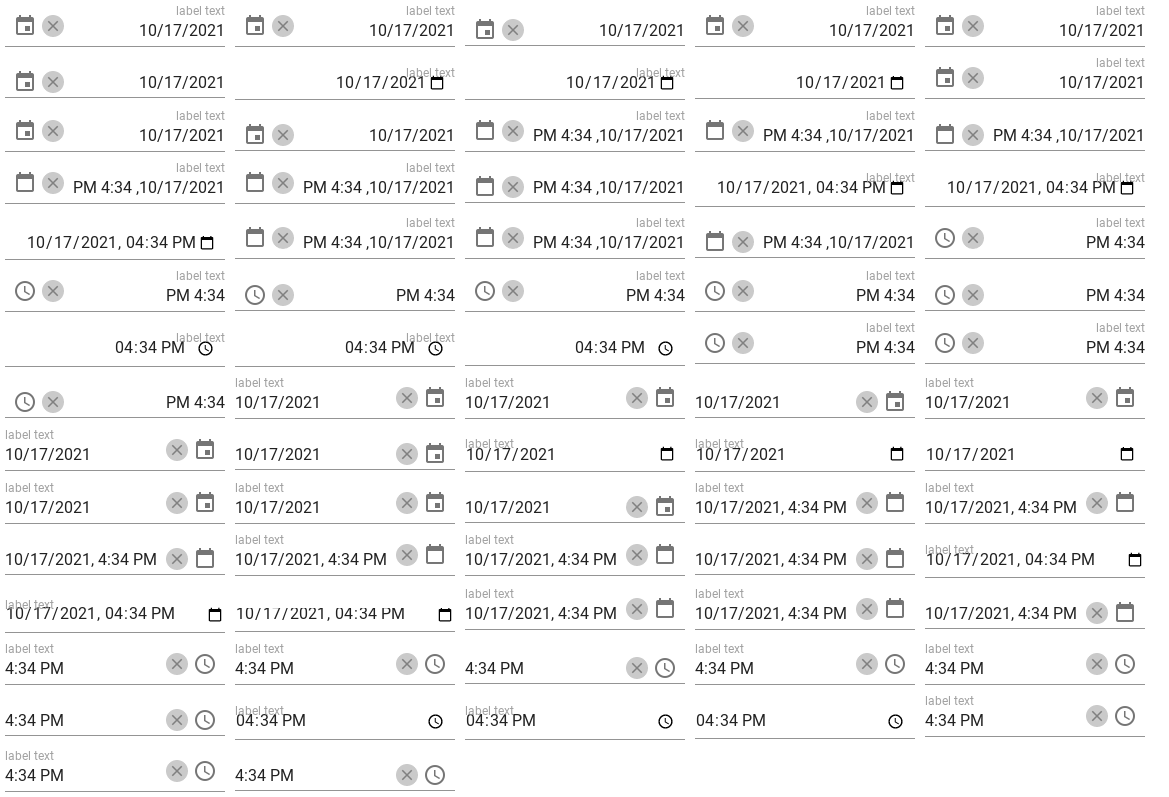 label text
10/17/2021
label text
10/17/2021
label text
10/17/2021
label text
10/17/2021
label text
10/17/2021
10/17/2021
label text
10/17/2021
label text
10/17/2021
10/17/2021
label text
10/17/2021
label text
10/17/2021
10/17/2021
label text
PM 4:34 ,10/17/2021
label text
PM 4:34 ,10/17/2021
PM 4:34 ,10/17/2021
label text
PM 4:34 ,10/17/2021
label text
PM 4:34 ,10/17/2021
PM 4:34 ,10/17/2021
label text
10/17/2021, 04:34 PM
label text
10/17/2021, 04:34 PM
10/17/2021, 04:34 PM
label text
PM 4:34 ,10/17/2021
label text
PM 4:34 ,10/17/2021
PM 4:34 ,10/17/2021
label text
PM 4:34
label text
PM 4:34
PM 4:34
label text
PM 4:34
label text
PM 4:34
PM 4:34
label text
04:34 PM
label text
04:34 PM
04:34 PM
label text
PM 4:34
label text
PM 4:34
PM 4:34
label text
10/17/2021
label text
10/17/2021
10/17/2021
label text
10/17/2021
label text
10/17/2021
10/17/2021
label text
10/17/2021
label text
10/17/2021
10/17/2021
label text
10/17/2021
label text
10/17/2021
10/17/2021
label text
10/17/2021, 4:34 PM
label text
10/17/2021, 4:34 PM
10/17/2021, 4:34 PM
label text
10/17/2021, 4:34 PM
label text
10/17/2021, 4:34 PM
10/17/2021, 4:34 PM
label text
10/17/2021, 04:34 PM
label text
10/17/2021, 04:34 PM
10/17/2021, 04:34 PM
label text
10/17/2021, 4:34 PM
label text
10/17/2021, 4:34 PM
10/17/2021, 4:34 PM
label text
4:34 PM
label text
4:34 PM
4:34 PM
label text
4:34 PM
label text
4:34 PM
4:34 PM
label text
04:34 PM
label text
04:34 PM
04:34 PM
label text
4:34 PM
label text
4:34 PM
4:34 PM